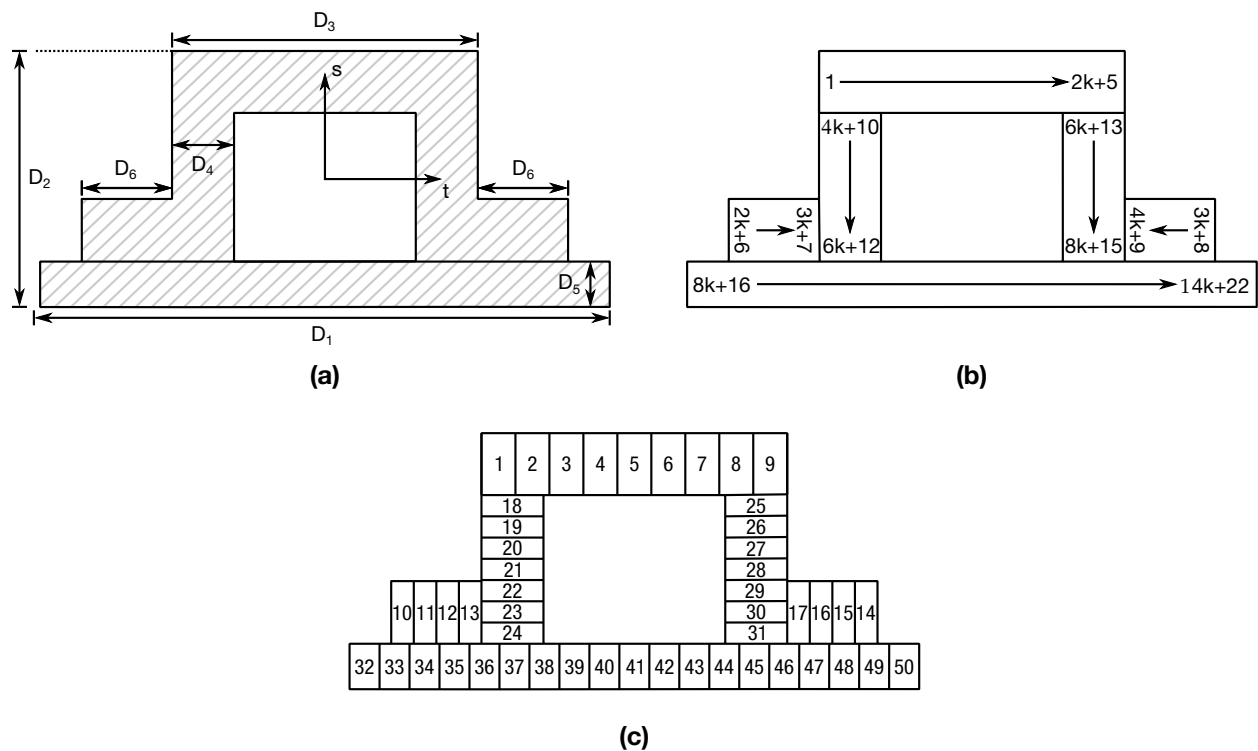 D3
s
D4
D6
D6
D2
t
D5
D1
(a)
1 2k+5
4k+10 6k+13
2k+6 3k+7 4k+9 3k+8
6k+12 8k+15
8k+16 14k+22
(b)
1 2 3 4 5 6 7 8 9
18 25
19 26
20 27
21 28
22 29
10 11 12 13 23 30 17 16 15 14
24 31
32 33 34 35 36 37 38 39 40 41 42 43 44 45 46 47 48 49 50
(c)